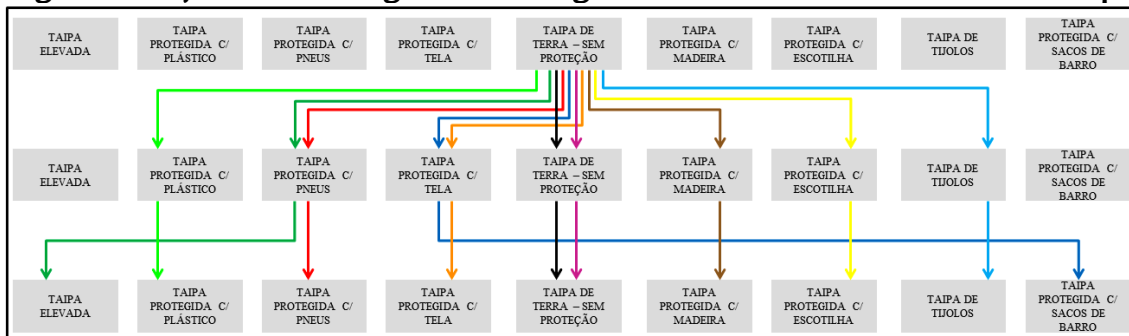 TAIPA
ELEVADA
TAIPA
PROTEGIDA C/
PLÁSTICO
TAIPA
PROTEGIDA C/
PNEUS
TAIPA
PROTEGIDA C/
TELA
TAIPA DE
TERRA – SEM
PROTEÇÃO
TAIPA
PROTEGIDA C/
MADEIRA
TAIPA
PROTEGIDA C/
ESCOTILHA
TAIPA DE
TIJOLOS
TAIPA
PROTEGIDA C/
SACOS DE
BARRO
TAIPA
ELEVADA
TAIPA
PROTEGIDA C/
PLÁSTICO
TAIPA
PROTEGIDA C/
PNEUS
TAIPA
PROTEGIDA C/
TELA
TAIPA DE
TERRA – SEM
PROTEÇÃO
TAIPA
PROTEGIDA C/
MADEIRA
TAIPA
PROTEGIDA C/
ESCOTILHA
TAIPA DE
TIJOLOS
TAIPA
PROTEGIDA C/
SACOS DE
BARRO
TAIPA
ELEVADA
TAIPA
PROTEGIDA C/
PLÁSTICO
TAIPA
PROTEGIDA C/
PNEUS
TAIPA
PROTEGIDA C/
TELA
TAIPA DE
TERRA – SEM
PROTEÇÃO
TAIPA
PROTEGIDA C/
MADEIRA
TAIPA
PROTEGIDA C/
ESCOTILHA
TAIPA DE
TIJOLOS
TAIPA
PROTEGIDA C/
SACOS DE
BARRO